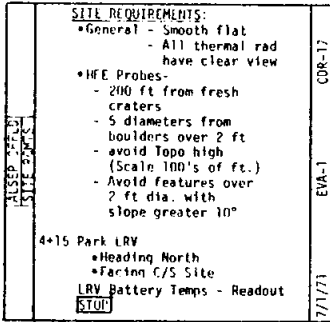 SITE REQUIREMENTS:
•General - Smooth flat
- All thermal rad
have clear view
•HFE Probes-
- 200 ft from fresh
craters
- 5 diameters from
boulders over 2 ft
- avoid Topo high
(Scale 100's of ft.)
- Avoid features over
2 ft dia. with
slope greater 10°
4+15 Park LRV
•Heading North
•Facing C/S Site
LRV Battery Temps - Readout
ALSEP OFFLD
SITE
CDR-17
EVA-1
7/1/71